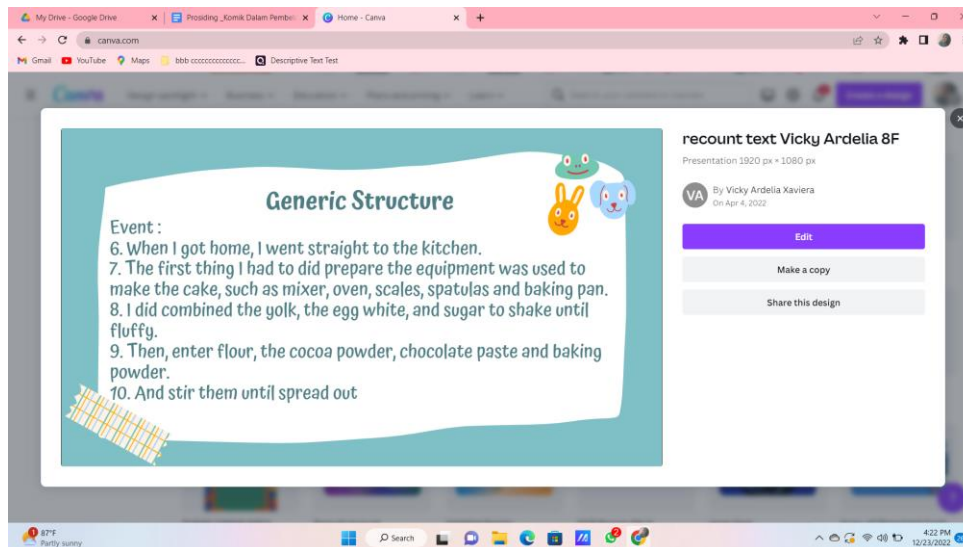 My Drive - Google Drive
Prosiding _Komik Dalam Pembel
Home - Canva
canva.com
Gmail
YouTube
Maps
bbb cccccccccccccc...
Descriptive Text Test
Canva
Create a design
Generic Structure
Event :
6. When I got home, I went straight to the kitchen.
7. The first thing I had to did prepare the equipment was used to
make the cake, such as mixer, oven, scales, spatulas and baking pan.
8. I did combined the yolk, the egg white, and sugar to shake until
fluffy.
9. Then, enter flour, the cocoa powder, chocolate paste and baking
powder.
10. And stir them until spread out
recount text Vicky Ardelia 8F
Presentation 1920 px × 1080 px
VA
By Vicky Ardelia Xaviera
On Apr 4, 2022
Edit
Make a copy
Share this design
1
87°F
Partly sunny
Search
4:22 PM
12/23/2022